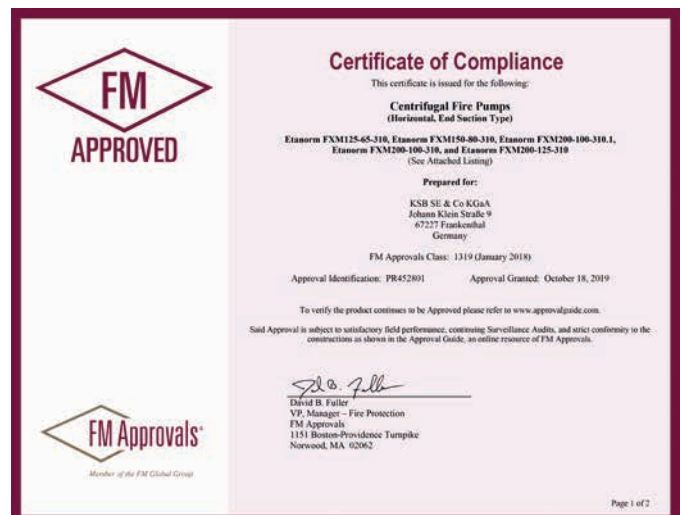 FM
APPROVED
Certificate of Compliance
This certificate is issued for the following:
Centrifugal Fire Pumps
(Horizontal, End Suction Type)
Etanorm FXM125-65-310, Etanorm FXM150-80-310, Etanorm FXM200-100-310.1,
Etanorm FXM200-100-310, and Etanorm FXM200-125-310
(See Attached Listing)
Prepared for:
KSB SE & Co KGaA
Johann Klein Straße 9
67227 Frankenthal
Germany
FM Approvals Class: 1319 (January 2018)
Approval Identification: PR452801 Approval Granted: October 18, 2019
To verify the product continues to be Approved please refer to www.approvalguide.com.
Said Approval is subject to satisfactory field performance, continuing Surveillance Audits, and strict conformity to the
constructions as shown in the Approval Guide, an online resource of FM Approvals.
David B. Fuller
VP, Manager – Fire Protection
FM Approvals
1151 Boston-Providence Turnpike
Norwood, MA 02062
FM Approvals®
Member of the FM Global Group
Page 1 of 2